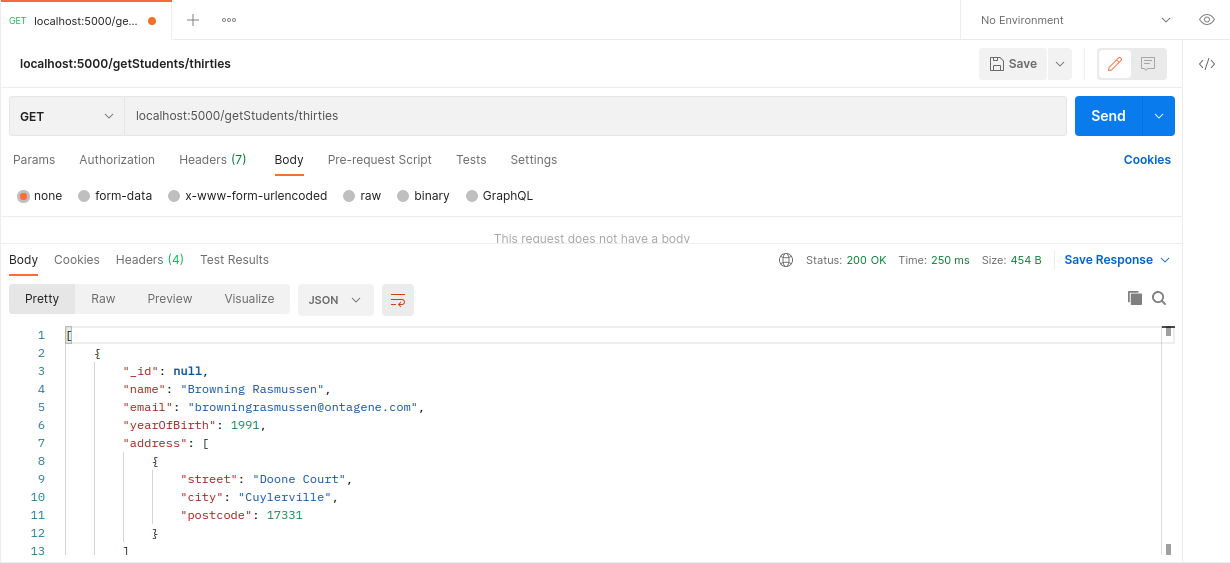 GET localhost:5000/ge... No Environment
localhost:5000/getStudents/thirties Save </>
GET localhost:5000/getStudents/thirties Send
Params Authorization Headers (7) Body Pre-request Script Tests Settings Cookies
none form-data x-www-form-urlencoded raw binary GraphQL
This request does not have a body
Body Cookies Headers (4) Test Results Status: 200 OK Time: 250 ms Size: 454 B Save Response
Pretty Raw Preview Visualize JSON
1 [
2 {
3 "_id": null,
4 "name": "Browning Rasmussen",
5 "email": "browningrasmussen@ontagene.com",
6 "yearOfBirth": 1991,
7 "address": [
8 {
9 "street": "Doone Court",
10 "city": "Cuylerville",
11 "postcode": 17331
12 }
13 ]